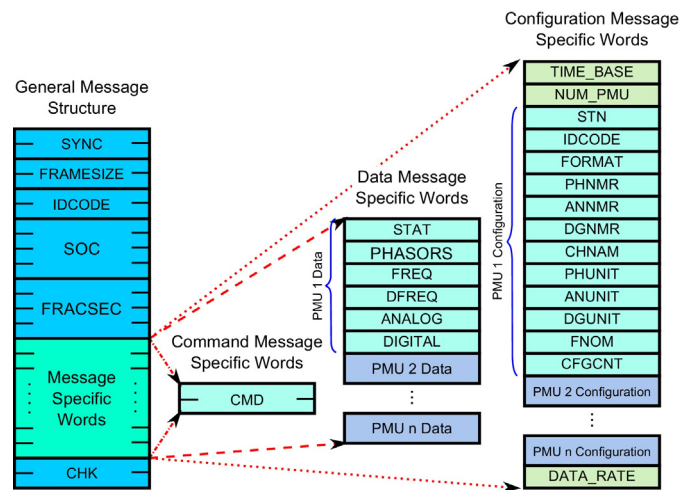 General Message
Structure
SYNC
FRAMESIZE
IDCODE
SOC
FRACSEC
Message
Specific
Words
CHK
Command Message
Specific Words
CMD
Data Message
Specific Words
PMU 1 Data
STAT
PHASORS
FREQ
DFREQ
ANALOG
DIGITAL
PMU 2 Data
PMU n Data
Configuration Message
Specific Words
TIME_BASE
NUM_PMU
PMU 1 Configuration
STN
IDCODE
FORMAT
PHNMR
ANNMR
DGNMR
CHNAM
PHUNIT
ANUNIT
DGUNIT
FNOM
CFGCNT
PMU 2 Configuration
PMU n Configuration
DATA_RATE